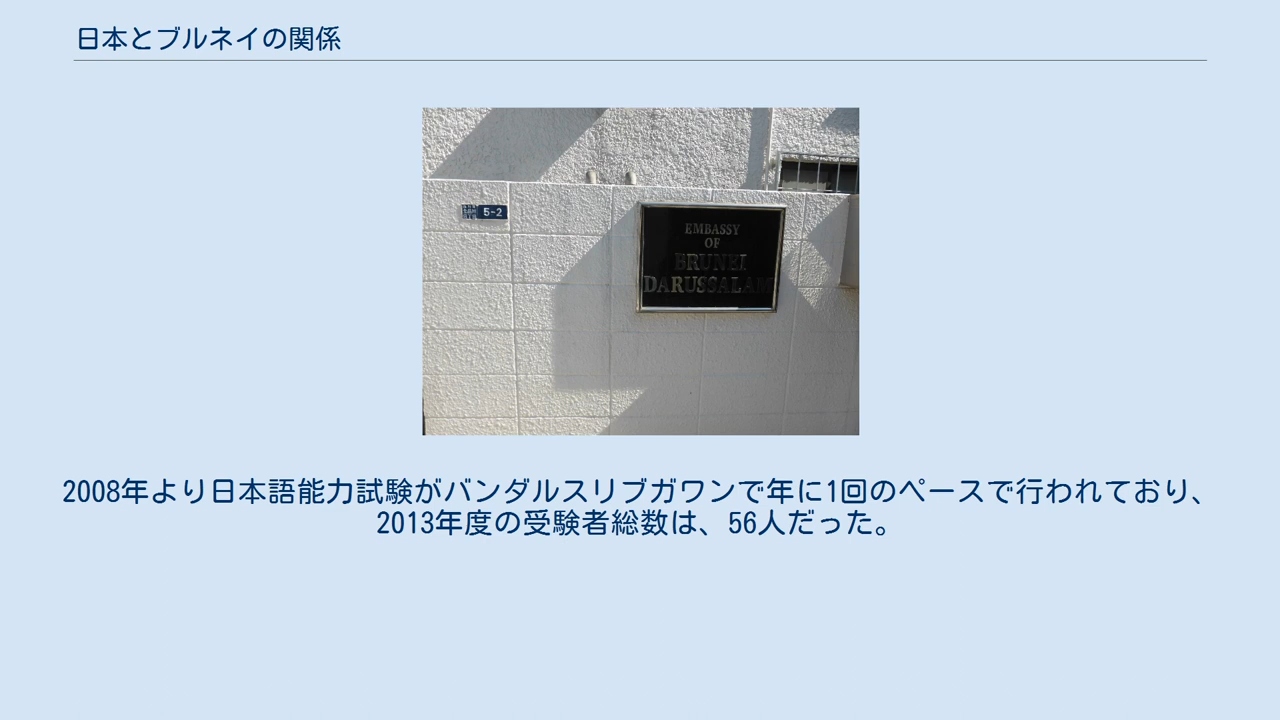 日本とブルネイの関係
5-2
EMBASSY
OF
BRUNEI
DARUSSALAM
2008年より日本語能力試験がバンダルスリブガワンで年に1回のペースで行われており、
2013年度の受験者総数は、56人だった。